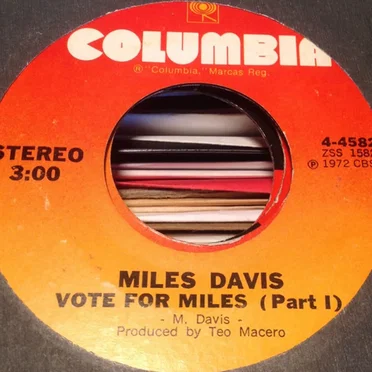 COLUMBIA
® "Columbia," Marcas Reg.
STEREO
3:00
4-4582
ZSS 1582
℗ 1972 CBS
MILES DAVIS
VOTE FOR MILES (Part I)
- M. Davis -
Produced by Teo Macero